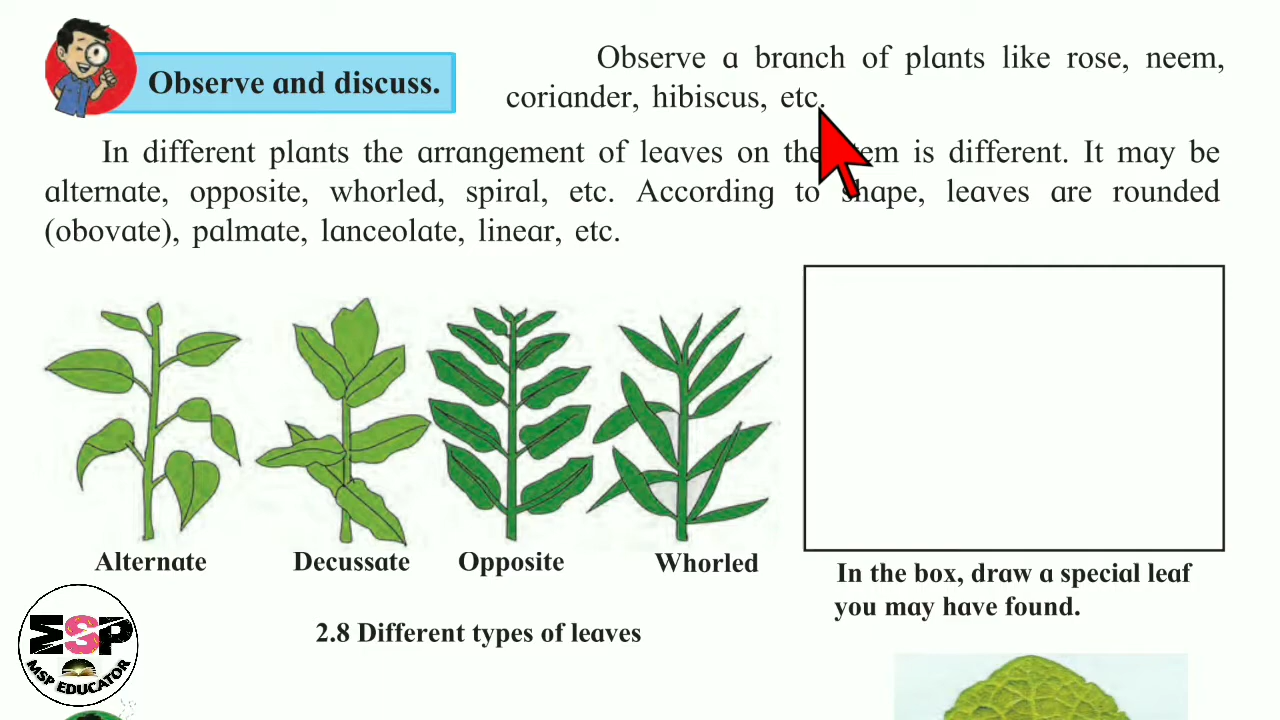 Observe and discuss.
Observe a branch of plants like rose, neem,
coriander, hibiscus, etc.
In different plants the arrangement of leaves on the stem is different. It may be
alternate, opposite, whorled, spiral, etc. According to shape, leaves are rounded
(obovate), palmate, lanceolate, linear, etc.
Alternate
Decussate
Opposite
Whorled
In the box, draw a special leaf
you may have found.
2.8 Different types of leaves
MSP
MSP EDUCATOR